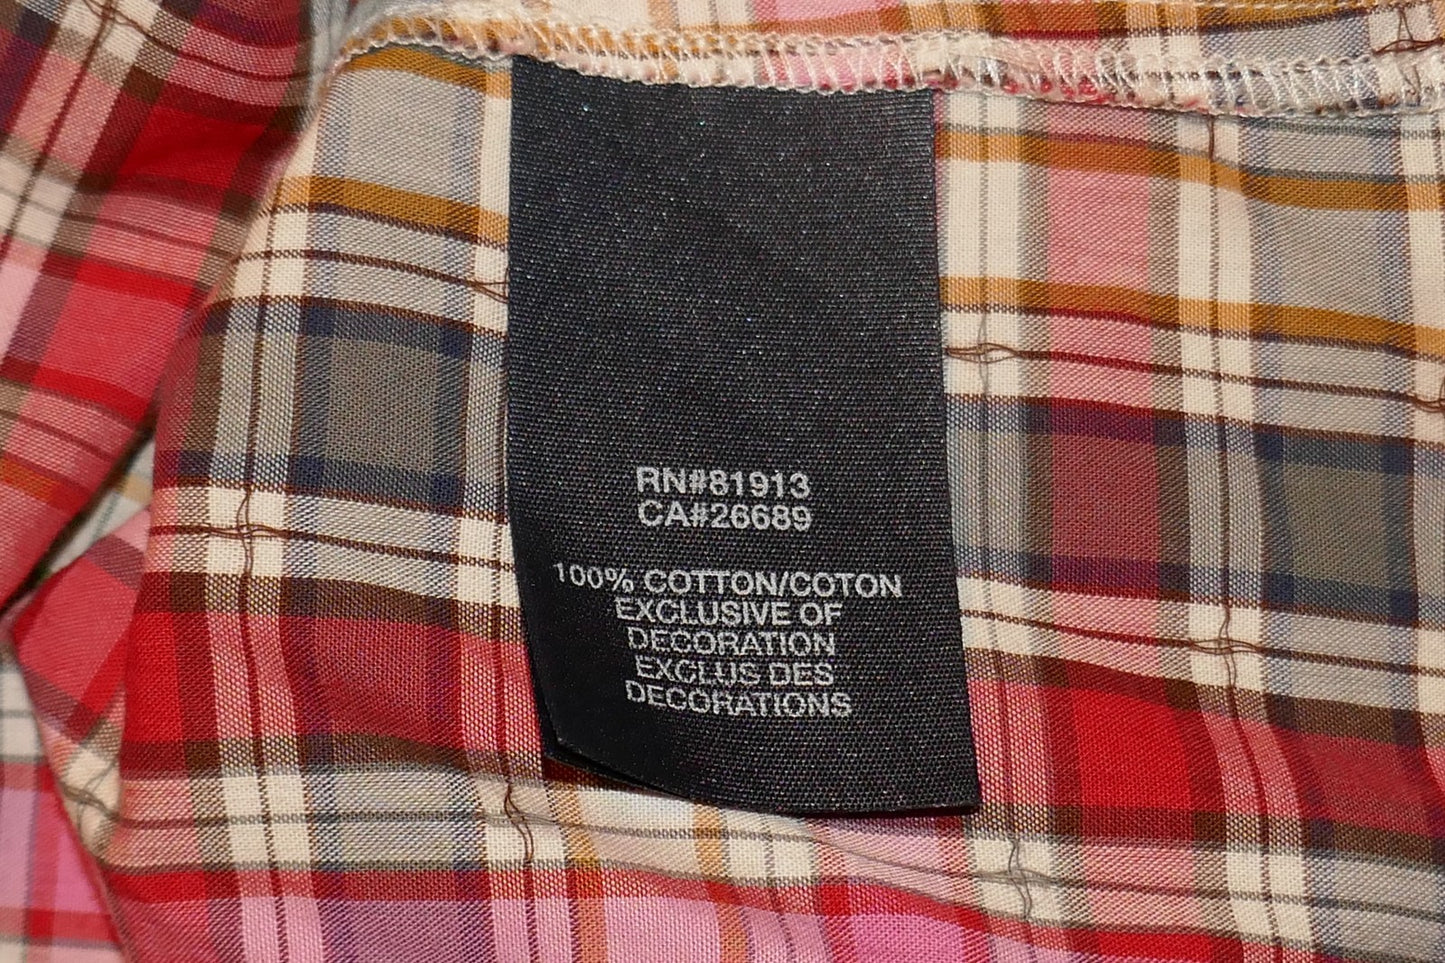 RN#81913
CA#26689
100% COTTON/COTON
EXCLUSIVE OF
DECORATION
EXCLUS DES
DECORATIONS